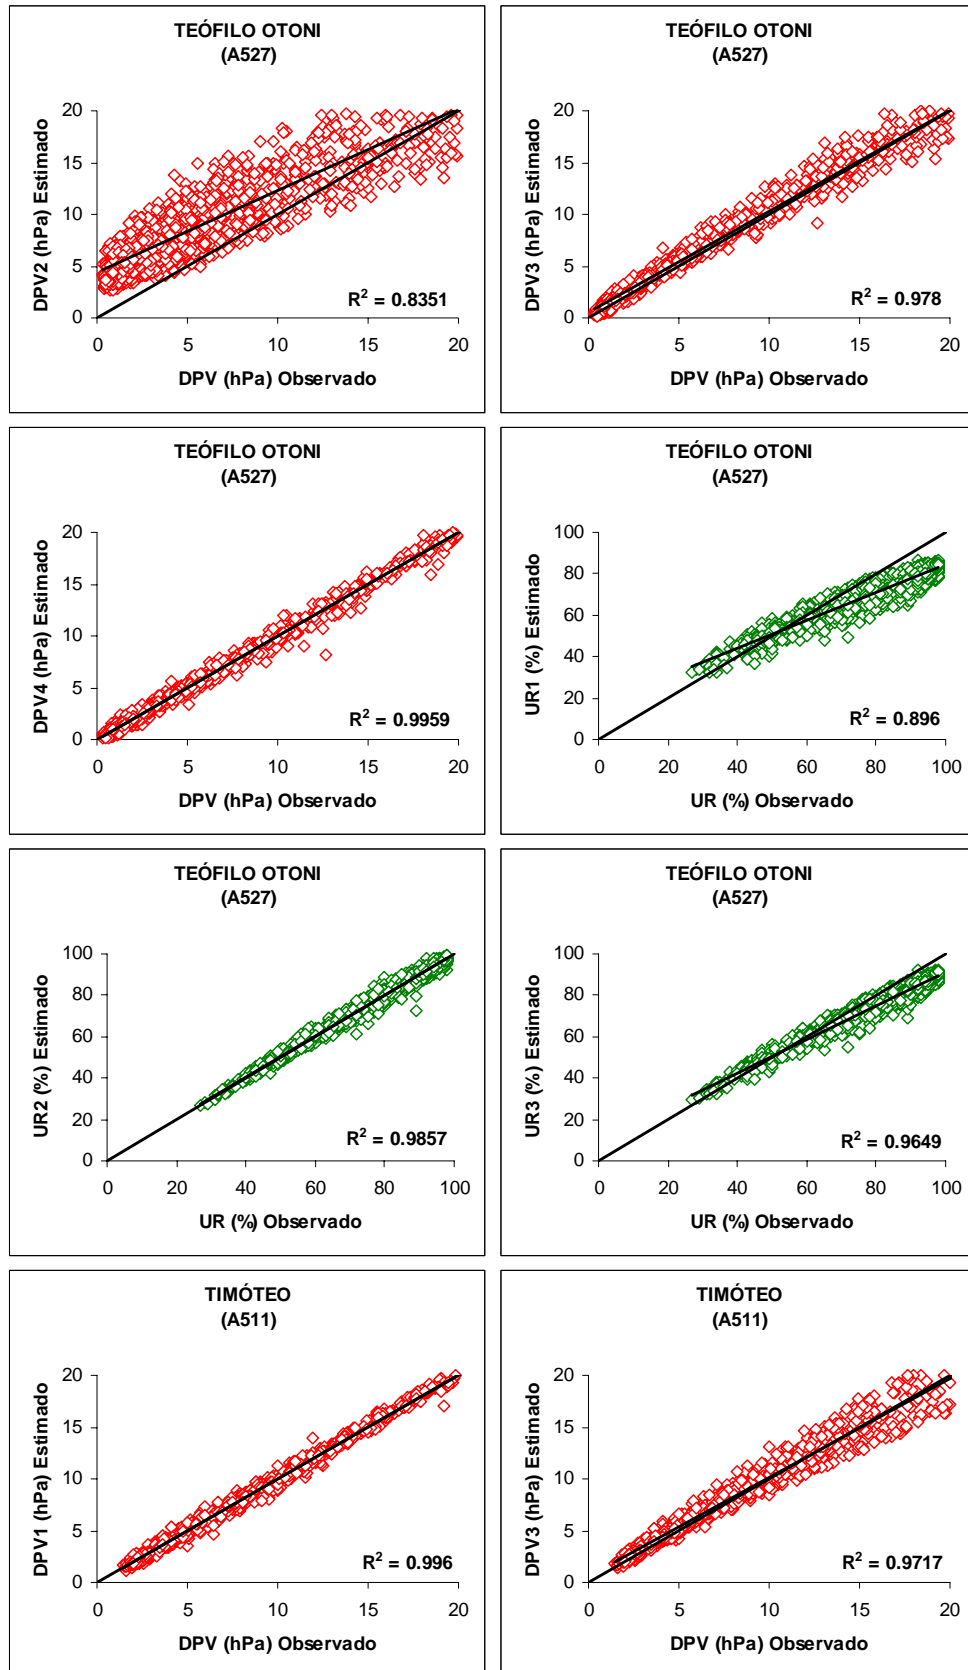 TEÓFILO OTONI
(A527)
DPV2 (hPa) Estimado
20
15
10
5
0
R² = 0.8351
0 5 10 15 20
DPV (hPa) Observado
TEÓFILO OTONI
(A527)
DPV3 (hPa) Estimado
20
15
10
5
0
R² = 0.978
0 5 10 15 20
DPV (hPa) Observado
TEÓFILO OTONI
(A527)
DPV4 (hPa) Estimado
20
15
10
5
0
R² = 0.9959
0 5 10 15 20
DPV (hPa) Observado
TEÓFILO OTONI
(A527)
UR1 (%) Estimado
100
80
60
40
20
0
R² = 0.896
0 20 40 60 80 100
UR (%) Observado
TEÓFILO OTONI
(A527)
UR2 (%) Estimado
100
80
60
40
20
0
R² = 0.9857
0 20 40 60 80 100
UR (%) Observado
TEÓFILO OTONI
(A527)
UR3 (%) Estimado
100
80
60
40
20
0
R² = 0.9649
0 20 40 60 80 100
UR (%) Observado
TIMÓTEO
(A511)
DPV1 (hPa) Estimado
20
15
10
5
0
R² = 0.996
0 5 10 15 20
DPV (hPa) Observado
TIMÓTEO
(A511)
DPV3 (hPa) Estimado
20
15
10
5
0
R² = 0.9717
0 5 10 15 20
DPV (hPa) Observado